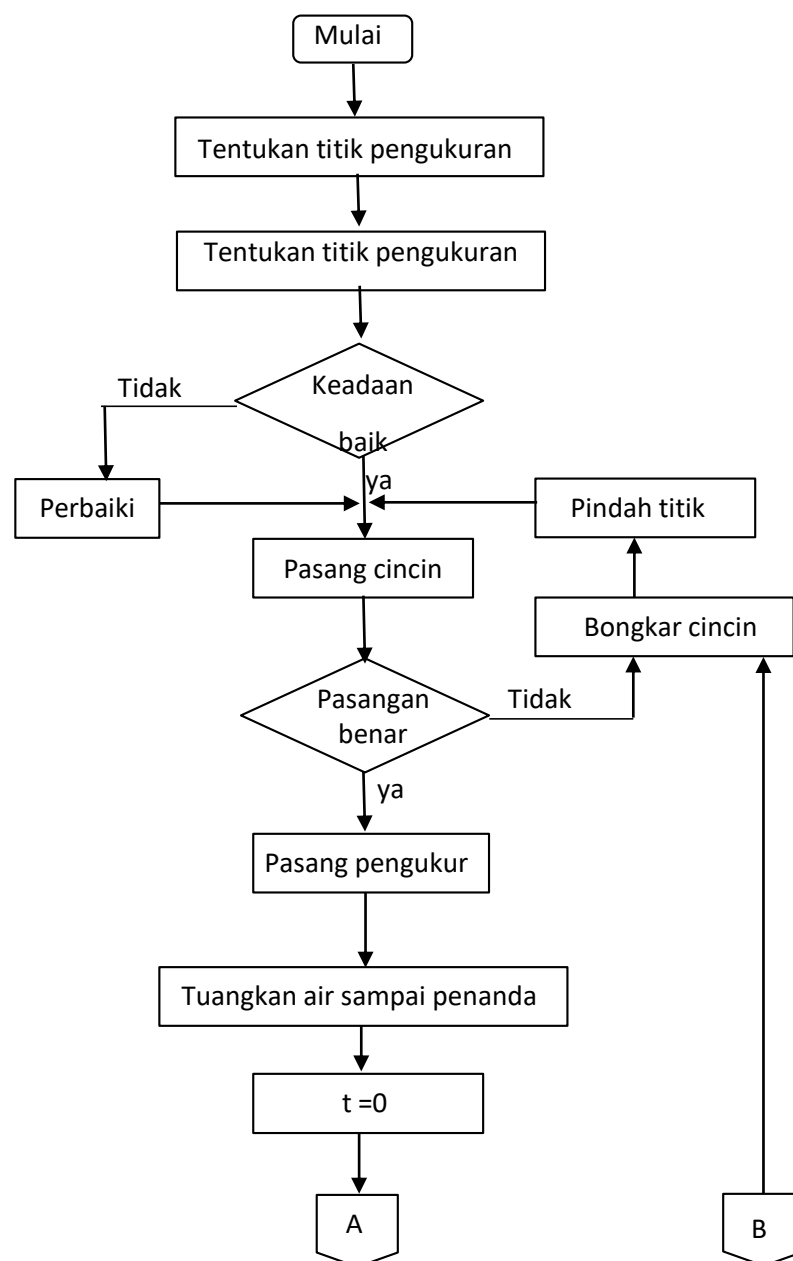 Mulai
Tentukan titik pengukuran
Tentukan titik pengukuran
Keadaan
baik
Tidak
ya
Perbaiki
Pindah titik
Pasang cincin
Bongkar cincin
Pasangan
benar
Tidak
ya
Pasang pengukur
Tuangkan air sampai penanda
t =0
A
B